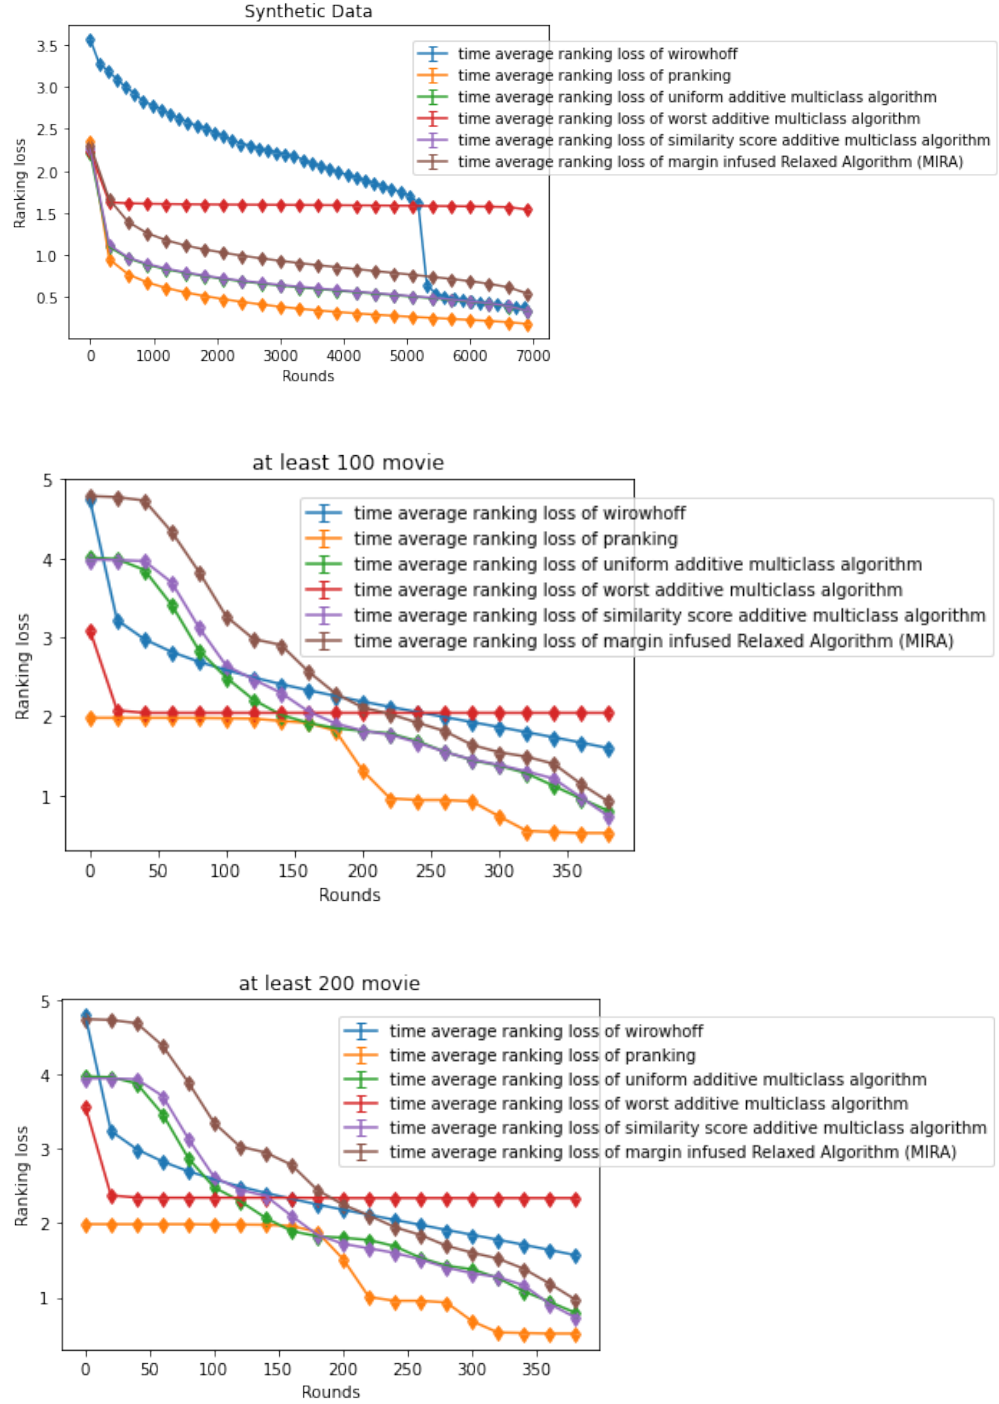 Synthetic Data
3.5
3.0
2.5
2.0
1.5
1.0
0.5
Ranking loss
time average ranking loss of wirowhoff
time average ranking loss of pranking
time average ranking loss of uniform additive multiclass algorithm
time average ranking loss of worst additive multiclass algorithm
time average ranking loss of similarity score additive multiclass algorithm
time average ranking loss of margin infused Relaxed Algorithm (MIRA)
0 1000 2000 3000 4000 5000 6000 7000
Rounds
at least 100 movie
5
4
3
2
1
Ranking loss
time average ranking loss of wirowhoff
time average ranking loss of pranking
time average ranking loss of uniform additive multiclass algorithm
time average ranking loss of worst additive multiclass algorithm
time average ranking loss of similarity score additive multiclass algorithm
time average ranking loss of margin infused Relaxed Algorithm (MIRA)
0 50 100 150 200 250 300 350
Rounds
at least 200 movie
5
4
3
2
1
Ranking loss
time average ranking loss of wirowhoff
time average ranking loss of pranking
time average ranking loss of uniform additive multiclass algorithm
time average ranking loss of worst additive multiclass algorithm
time average ranking loss of similarity score additive multiclass algorithm
time average ranking loss of margin infused Relaxed Algorithm (MIRA)
0 50 100 150 200 250 300 350
Rounds